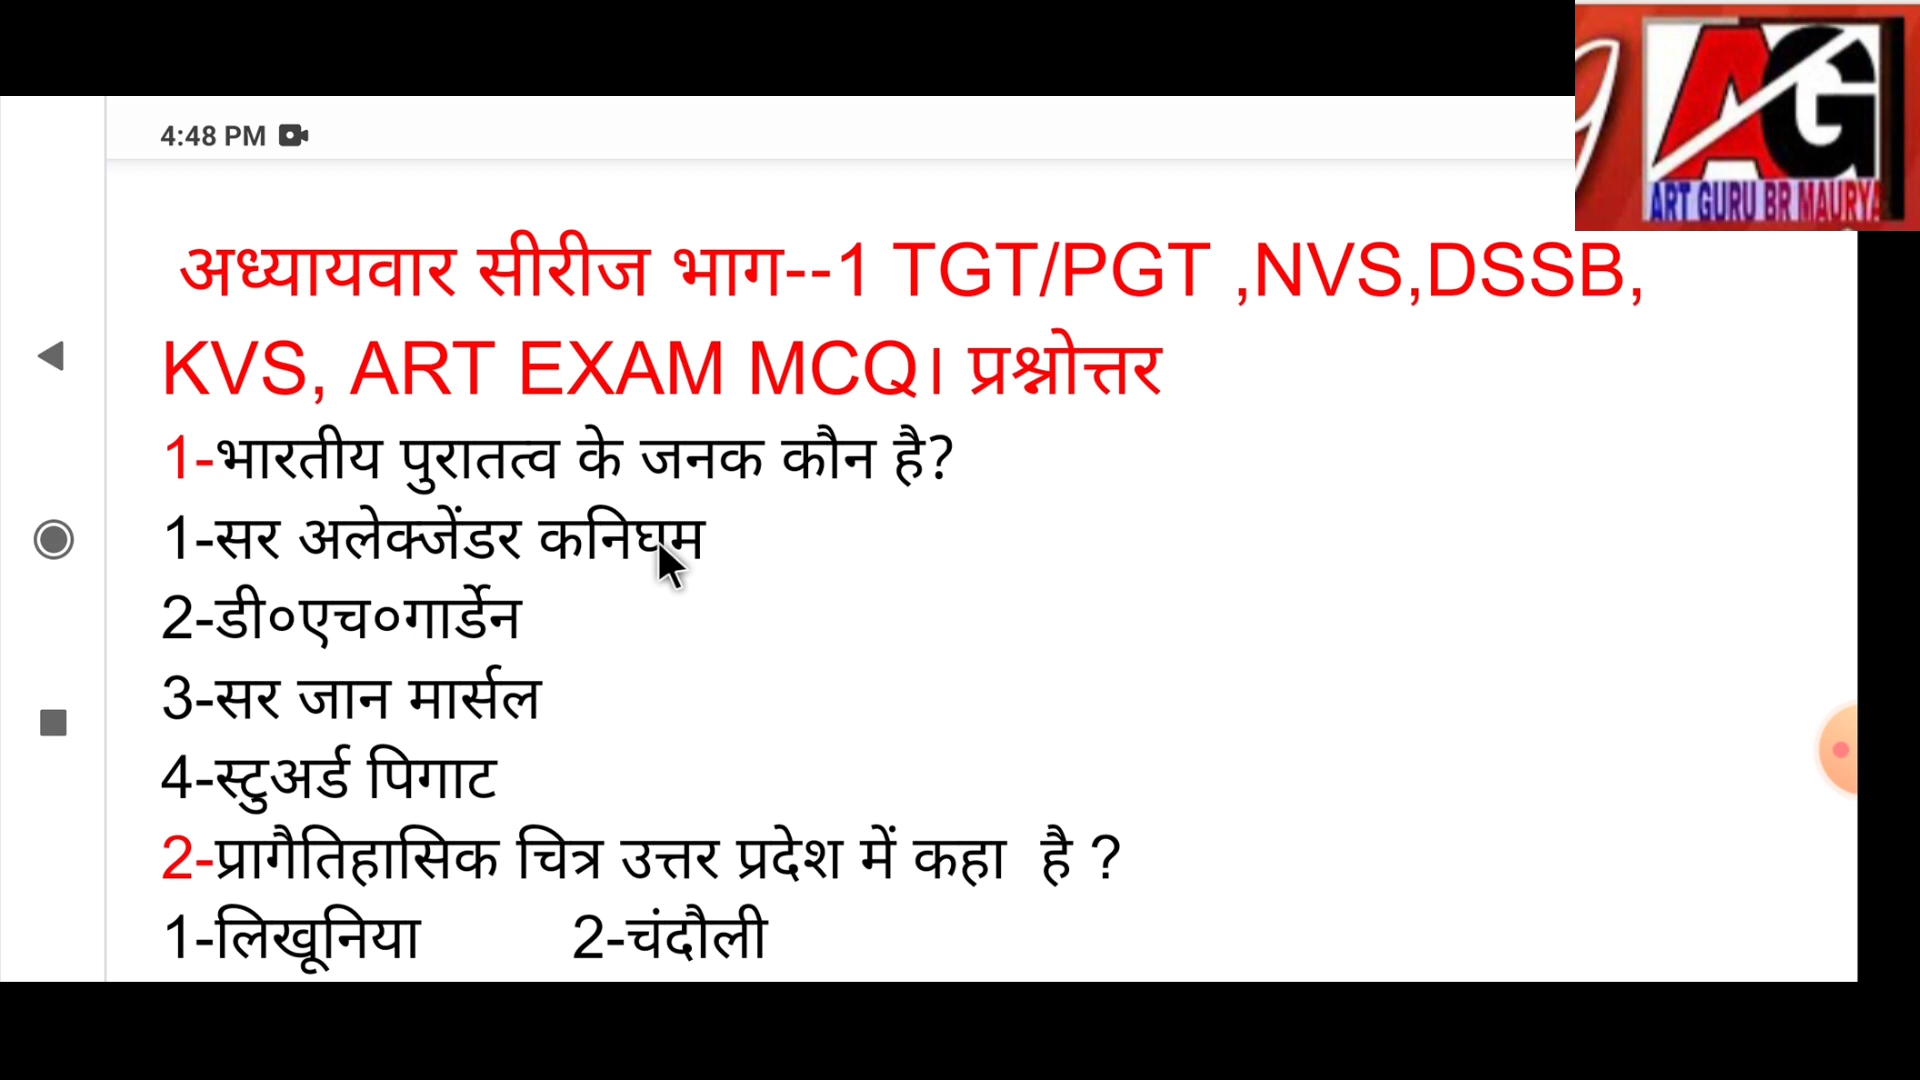 4:48 PM
AG
ART GURU BR MAURYA
अध्यायवार सीरीज भाग--1 TGT/PGT ,NVS,DSSB,
KVS, ART EXAM MCQ। प्रश्नोत्तर
1-भारतीय पुरातत्व के जनक कौन है?
1-सर अलेक्जेंडर कनिघम
2-डी०एच०गार्डेन
3-सर जान मार्सल
4-स्टुअर्ड पिगाट
2-प्रागैतिहासिक चित्र उत्तर प्रदेश में कहा है ?
1-लिखूनिया 2-चंदौली